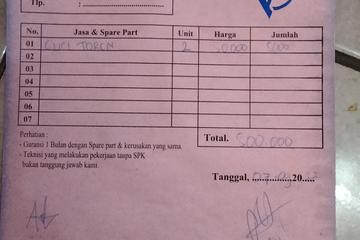 Tlp. :
No. Jasa & Spare Part Unit Harga Jumlah
01 CUCI TOREN 2
02
03
04
05
06
07
Perhatian :
- Garansi 1 Bulan dengan Spare part & kerusakan yang sama.
- Teknisi yang melakukan pekerjaan tanpa SPK
bukan tanggung jawab kami.
Total. 500.000
Tanggal, 20